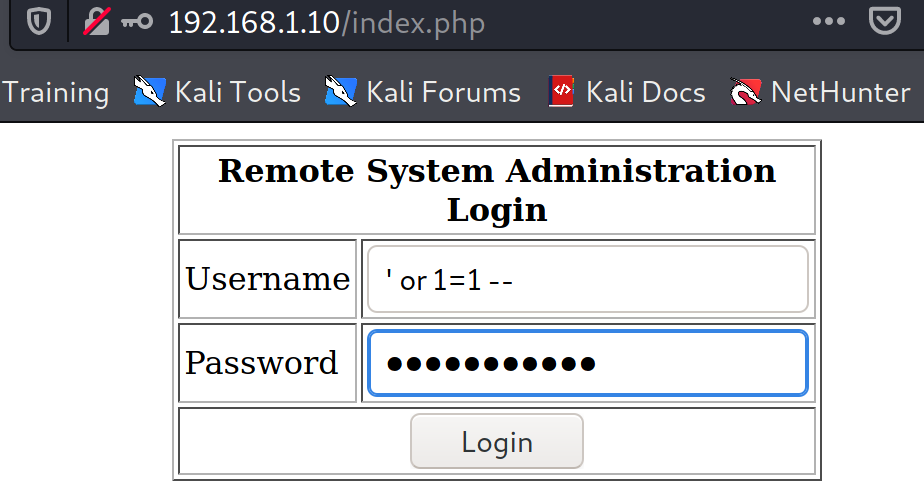 192.168.1.10/index.php
Training Kali Tools Kali Forums Kali Docs NetHunter
Remote System Administration
Login
Username ' or 1=1 --
Password ●●●●●●●●●●●
Login